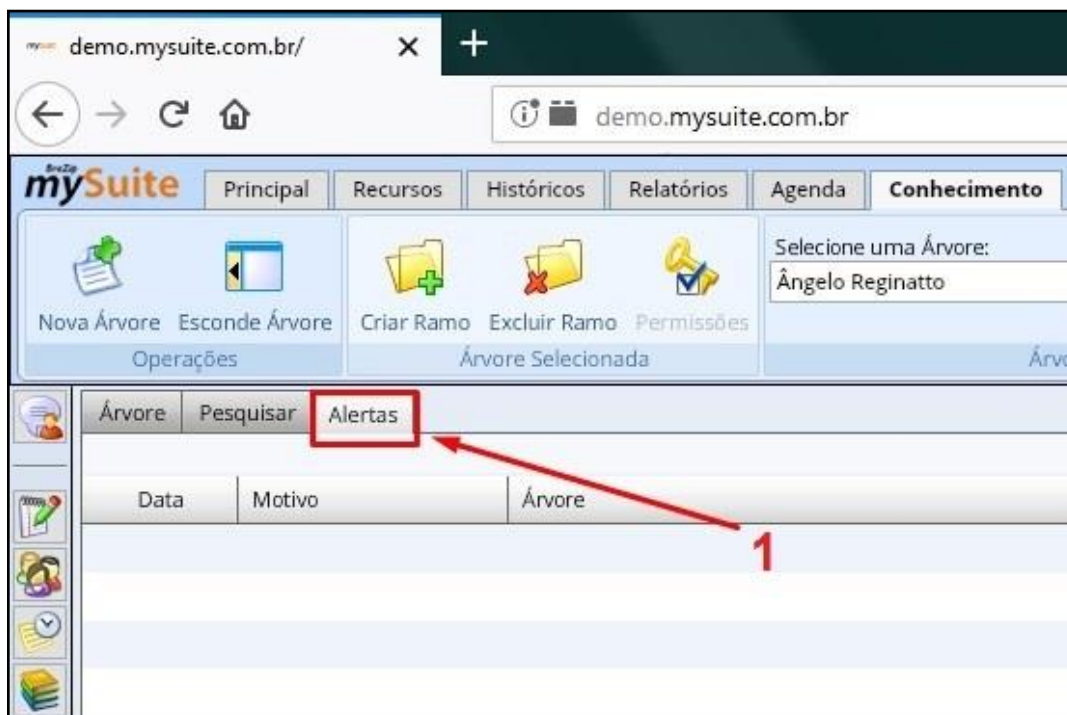 demo.mysuite.com.br/
demo.mysuite.com.br
BraZip
mySuite Principal Recursos Históricos Relatórios Agenda Conhecimento
Selecione uma Árvore:
Ângelo Reginatto
Nova Árvore Esconde Árvore Criar Ramo Excluir Ramo Permissões
Operações Árvore Selecionada Árvo
Árvore Pesquisar Alertas
Data Motivo Árvore
1